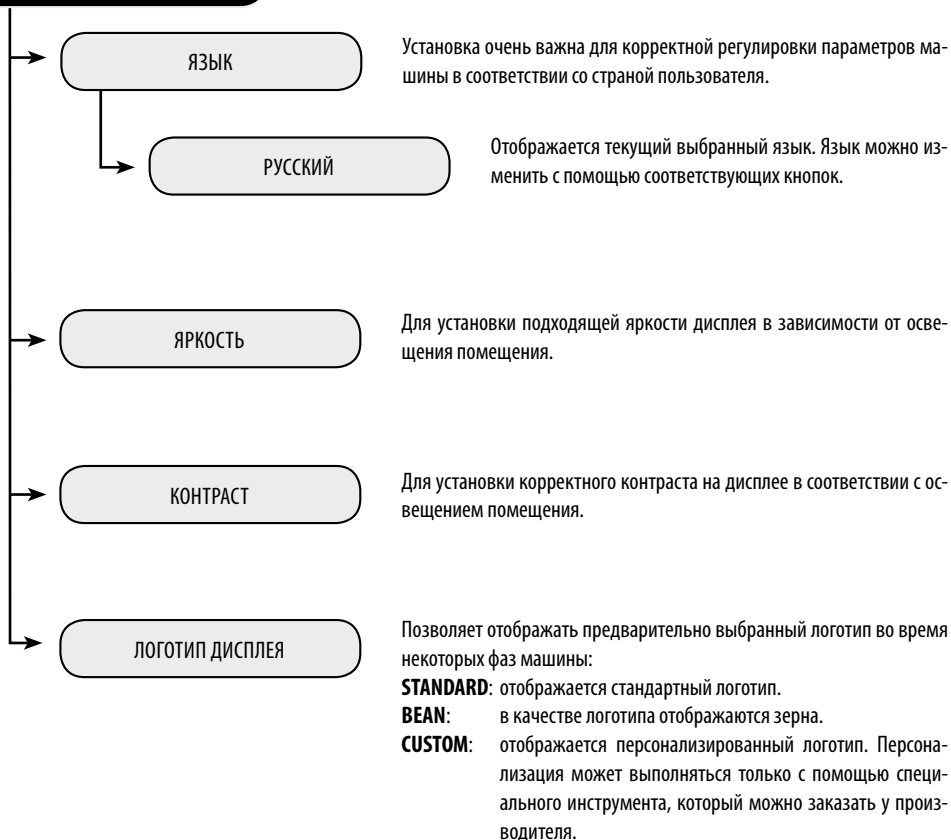 ЯЗЫК
Установка очень важна для корректной регулировки параметров ма-
шины в соответствии со страной пользователя.
РУССКИЙ
Отображается текущий выбранный язык. Язык можно из-
менить с помощью соответствующих кнопок.
ЯРКОСТЬ
Для установки подходящей яркости дисплея в зависимости от осве-
щения помещения.
КОНТРАСТ
Для установки корректного контраста на дисплее в соответствии с ос-
вещением помещения.
ЛОГОТИП ДИСПЛЕЯ
Позволяет отображать предварительно выбранный логотип во время
некоторых фаз машины:
STANDARD: отображается стандартный логотип.
BEAN: в качестве логотипа отображаются зерна.
CUSTOM: отображается персонализированный логотип. Персона-
лизация может выполняться только с помощью специ-
ального инструмента, который можно заказать у произ-
водителя.